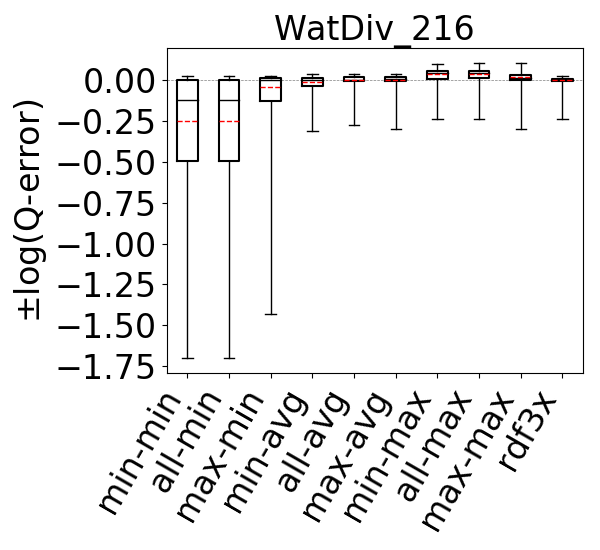 WatDiv_216
±log(Q-error)
0.00
−0.25
−0.50
−0.75
−1.00
−1.25
−1.50
−1.75
min-min
all-min
max-min
min-avg
all-avg
max-avg
min-max
all-max
max-max
rdf3x